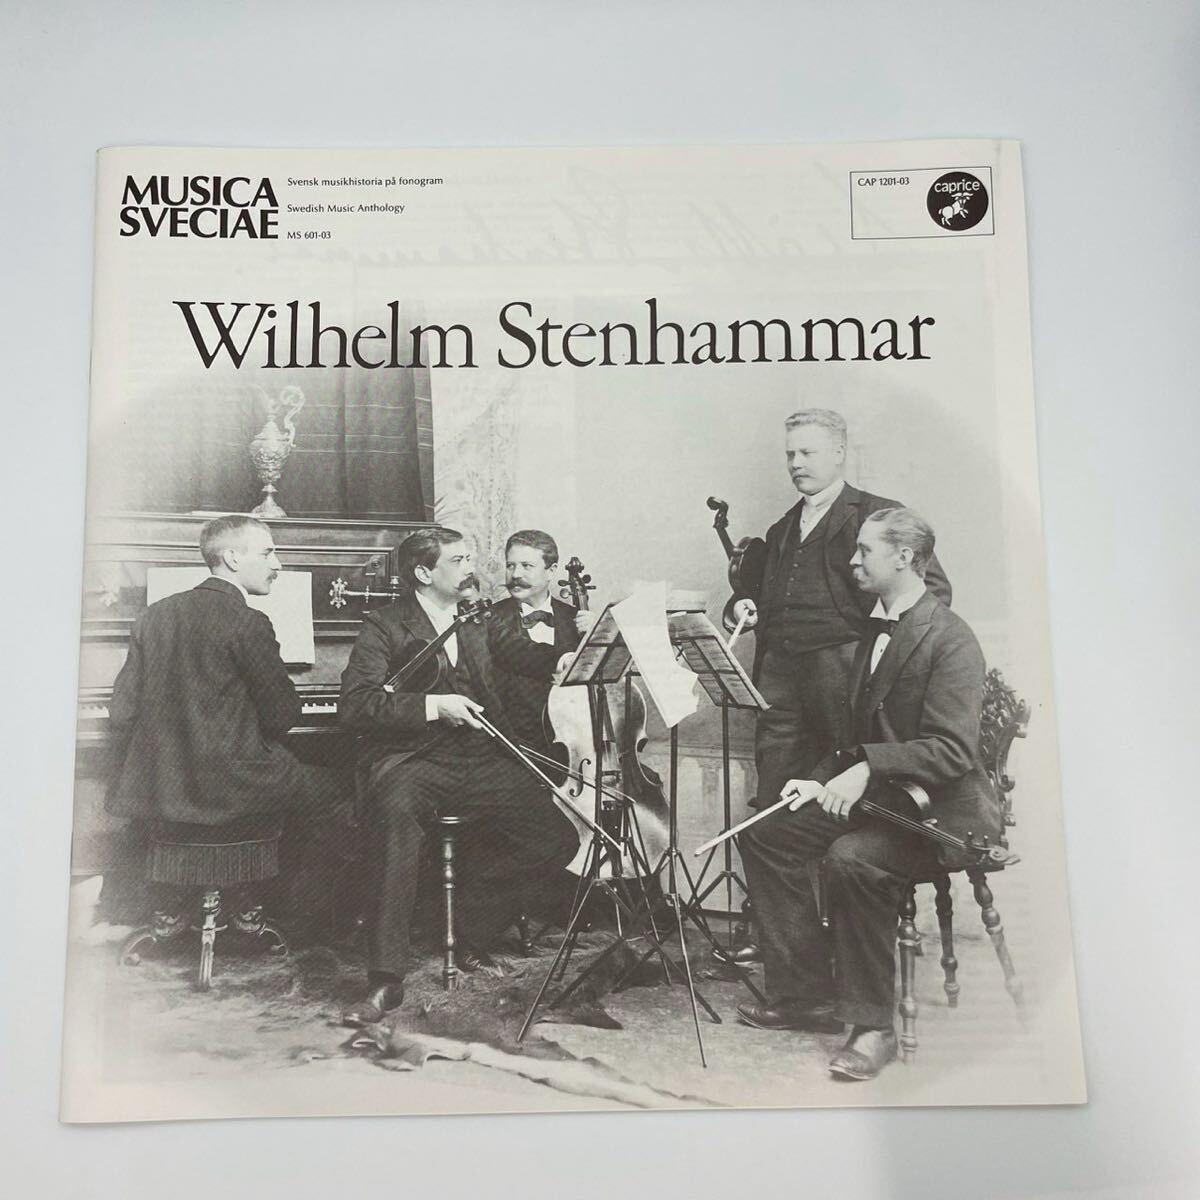 MUSICA
SVECIAE
Svensk musikhistoria på fonogram
Swedish Music Anthology
MS 601-03
CAP 1201-03
caprice
Wilhelm Stenhammar